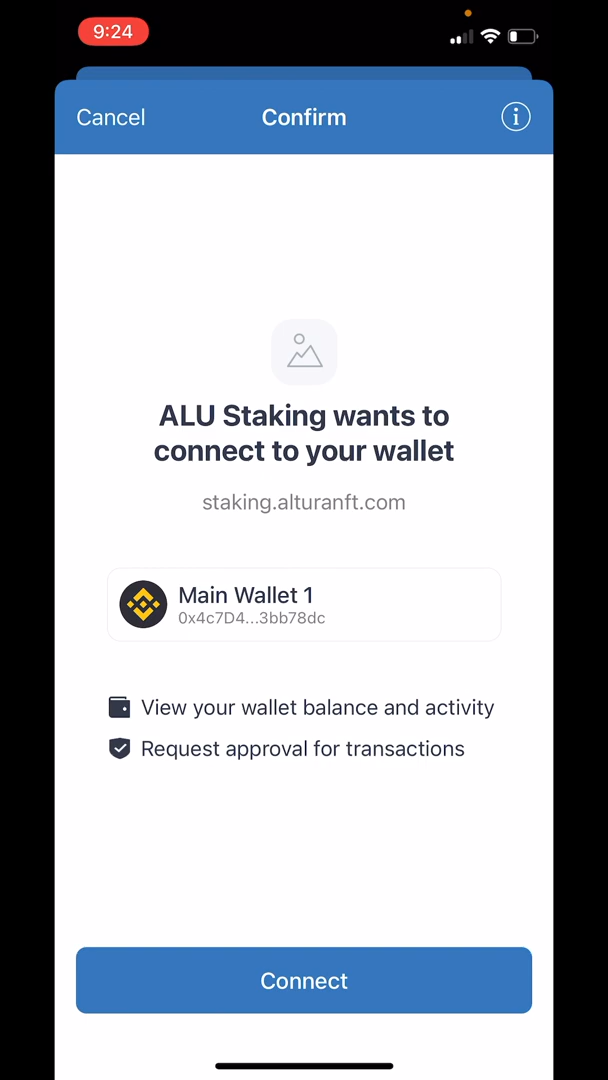 9:24
Cancel
Confirm
i
ALU Staking wants to
connect to your wallet
staking.alturanft.com
Main Wallet 1
0x4c7D4...3bb78dc
View your wallet balance and activity
Request approval for transactions
Connect